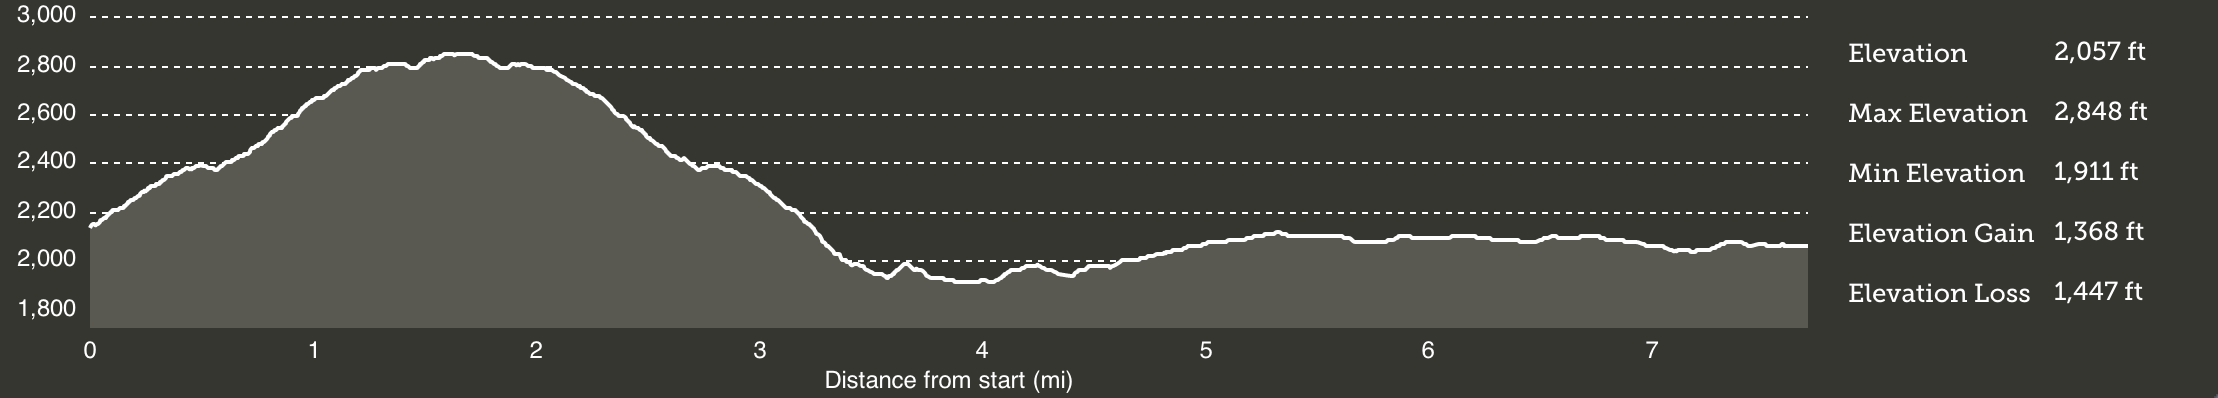 3,000
2,800
2,600
2,400
2,200
2,000
1,800
0 1 2 3 4 5 6 7
Distance from start (mi)
Elevation 2,057 ft
Max Elevation 2,848 ft
Min Elevation 1,911 ft
Elevation Gain 1,368 ft
Elevation Loss 1,447 ft